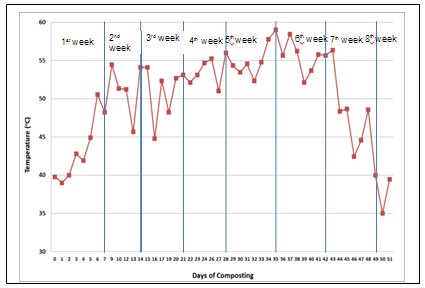 60
55
50
45
40
35
30
Temperature (°C)
1st week
2nd week
3rd week
4th week
5th week
6th week
7th week
8th week
0 1 2 3 4 5 6 7 9 10 11 13 14 15 16 17 18 19 20 21 22 23 25 26 27 28 29 30 31 32 33 34 35 36 37 38 39 40 41 42 43 44 45 46 47 48 49 50 51
Days of Composting